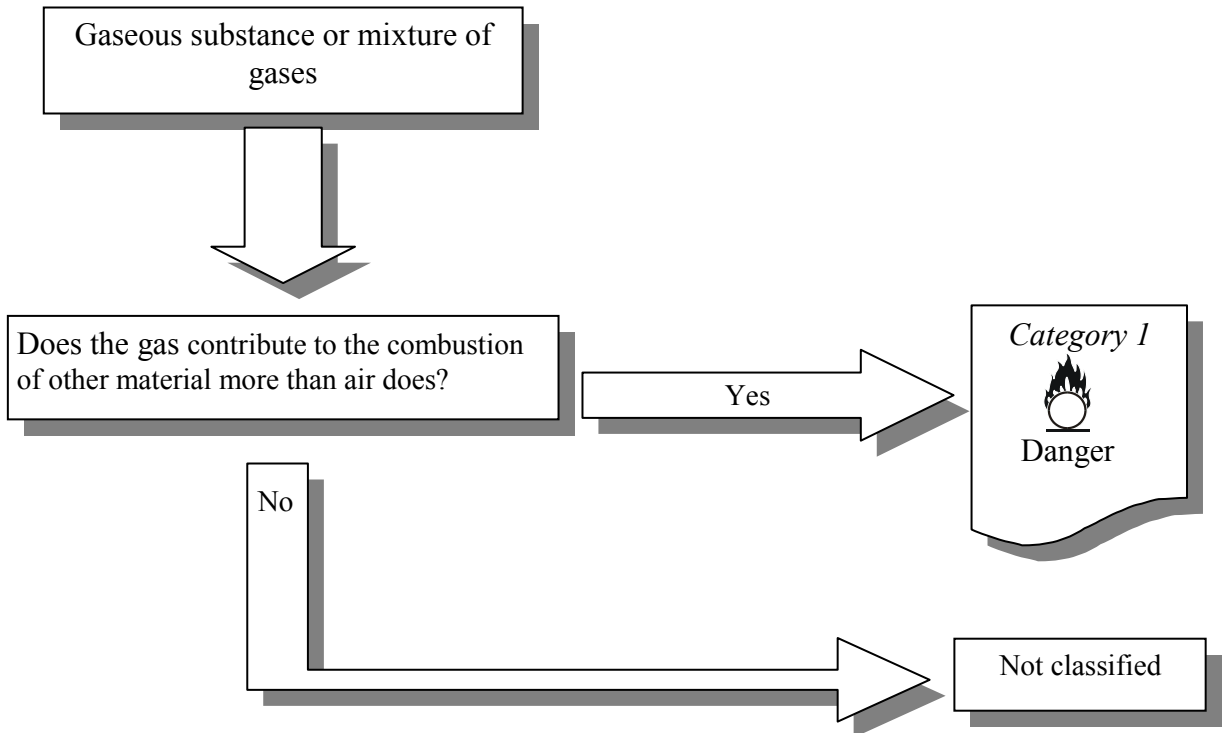 Gaseous substance or mixture of
gases
Does the gas contribute to the combustion
of other material more than air does?
Yes
Category 1
Danger
No
Not classified